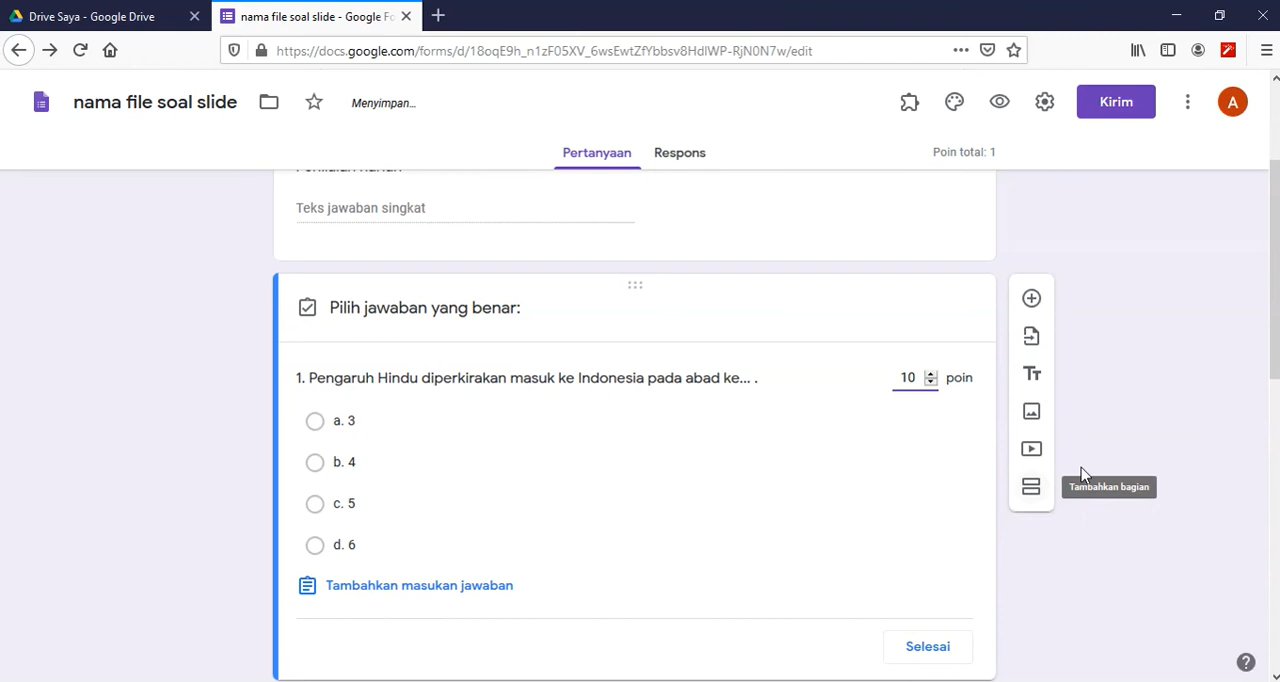 Drive Saya - Google Drive
nama file soal slide - Google Fo
https://docs.google.com/forms/d/18oqE9h_n1zF05XV_6wsEwtZfYbbsv8HdlWP-RjN0N7w/edit
nama file soal slide
Menyimpan...
Kirim
A
Pertanyaan
Respons
Poin total: 1
Teks jawaban singkat
Pilih jawaban yang benar:
1. Pengaruh Hindu diperkirakan masuk ke Indonesia pada abad ke... .
10 poin
a. 3
b. 4
c. 5
d. 6
Tambahkan bagian
Tambahkan masukan jawaban
Selesai